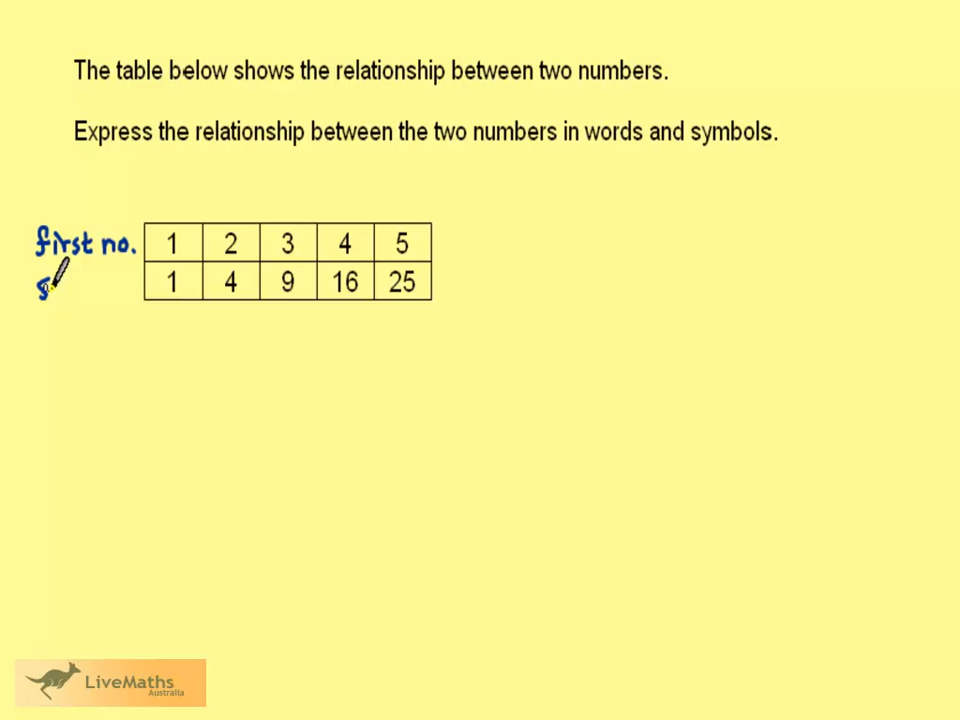 The table below shows the relationship between two numbers.
Express the relationship between the two numbers in words and symbols.
first no. 1 2 3 4 5
s 1 4 9 16 25
LiveMaths
Australia